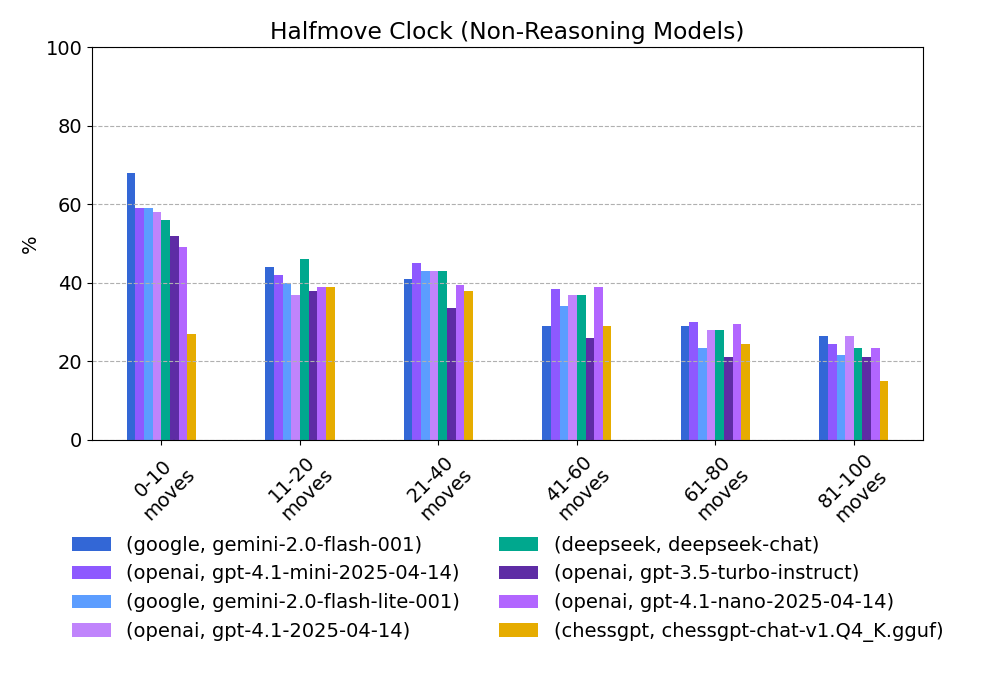 Halfmove Clock (Non-Reasoning Models)
100
80
60
40
20
0
%
0-10
moves
11-20
moves
21-40
moves
41-60
moves
61-80
moves
81-100
moves
(google, gemini-2.0-flash-001)
(openai, gpt-4.1-mini-2025-04-14)
(google, gemini-2.0-flash-lite-001)
(openai, gpt-4.1-2025-04-14)
(deepseek, deepseek-chat)
(openai, gpt-3.5-turbo-instruct)
(openai, gpt-4.1-nano-2025-04-14)
(chessgpt, chessgpt-chat-v1.Q4_K.gguf)